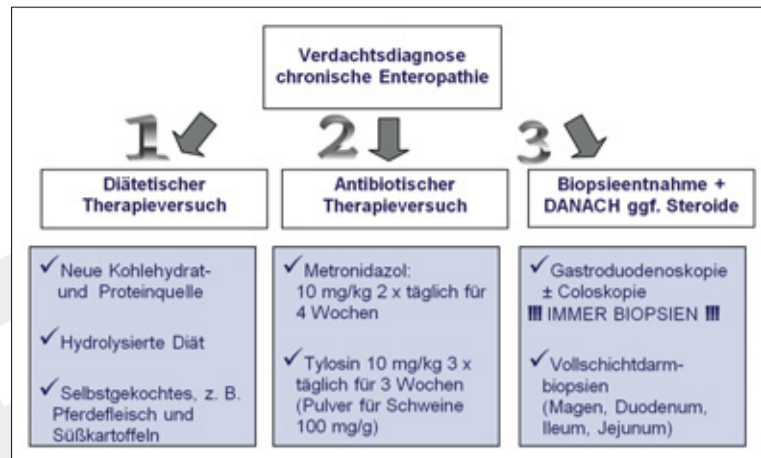 Verdachtsdiagnose
chronische Enteropathie
1
Diätetischer
Therapieversuch
✓ Neue Kohlehydrat-
und Proteinquelle
✓ Hydrolysierte Diät
✓ Selbstgekochtes, z. B.
Pferdefleisch und
Süßkartoffeln
2
Antibiotischer
Therapieversuch
✓ Metronidazol:
10 mg/kg 2 x täglich für
4 Wochen
✓ Tylosin 10 mg/kg 3 x
täglich für 3 Wochen
(Pulver für Schweine
100 mg/g)
3
Biopsieentnahme +
DANACH ggf. Steroide
✓ Gastroduodenoskopie
± Coloskopie
!!! IMMER BIOPSIEN !!!
✓ Vollschichtdarm-
biopsien
(Magen, Duodenum,
Ileum, Jejunum)